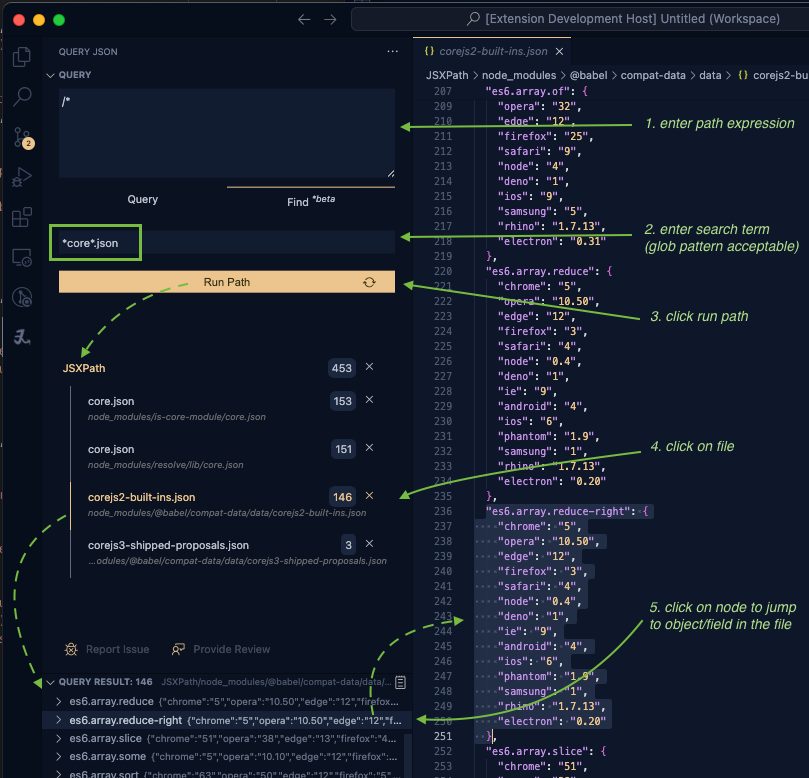 [Extension Development Host] Untitled (Workspace)
QUERY JSON
...
QUERY
/*
Query
Find *beta
*core*.json
Run Path
JSXPath
453
core.json
153
node_modules/is-core-module/core.json
core.json
151
node_modules/resolve/lib/core.json
corejs2-built-ins.json
146
node_modules/@babel/compat-data/data/corejs2-built-ins.json
corejs3-shipped-proposals.json
3
...odules/@babel/compat-data/data/corejs3-shipped-proposals.json
Report Issue
Provide Review
QUERY RESULT: 146
JSXPath/node_modules/@babel/compat-data/data/...
es6.array.reduce {"chrome":"5","opera":"10.50","edge":"12","firefox...
es6.array.reduce-right {"chrome":"5","opera":"10.50","edge":"12","f...
es6.array.slice {"chrome":"51","opera":"38","edge":"13","firefox":"4...
es6.array.some {"chrome":"5","opera":"10.10","edge":"12","firefox":...
es6.array.sort {"chrome":"63","opera":"50","edge":"12","firefox":"5"
2
{} corejs2-built-ins.json
JSXPath > node_modules > @babel > compat-data > data > {} corejs2-bu
207 "es6.array.of": {
209 "opera": "32",
210 "edge": "12",
211 "firefox": "25",
212 "safari": "9",
213 "node": "4",
214 "deno": "1",
215 "ios": "9",
216 "samsung": "5",
217 "rhino": "1.7.13",
218 "electron": "0.31"
219 },
220 "es6.array.reduce": {
221 "chrome": "5",
222 "opera": "10.50",
223 "edge": "12",
224 "firefox": "3",
225 "safari": "4",
226 "node": "0.4",
227 "deno": "1",
228 "ie": "9",
229 "android": "4",
230 "ios": "6",
231 "phantom": "1.9",
232 "samsung": "1",
233 "rhino": "1.7.13",
234 "electron": "0.20"
235 },
236 "es6.array.reduce-right": {
237 "chrome": "5",
238 "opera": "10.50",
239 "edge": "12",
240 "firefox": "3",
241 "safari": "4",
242 "node": "0.4",
243 "deno": "1",
244 "ie": "9",
245 "android": "4",
246 "ios": "6",
247 "phantom": "1.9",
248 "samsung": "1",
249 "rhino": "1.7.13",
250 "electron": "0.20"
251 },
252 "es6.array.slice": {
253 "chrome": "51",
1. enter path expression
2. enter search term
(glob pattern acceptable)
3. click run path
4. click on file
5. click on node to jump
to object/field in the file